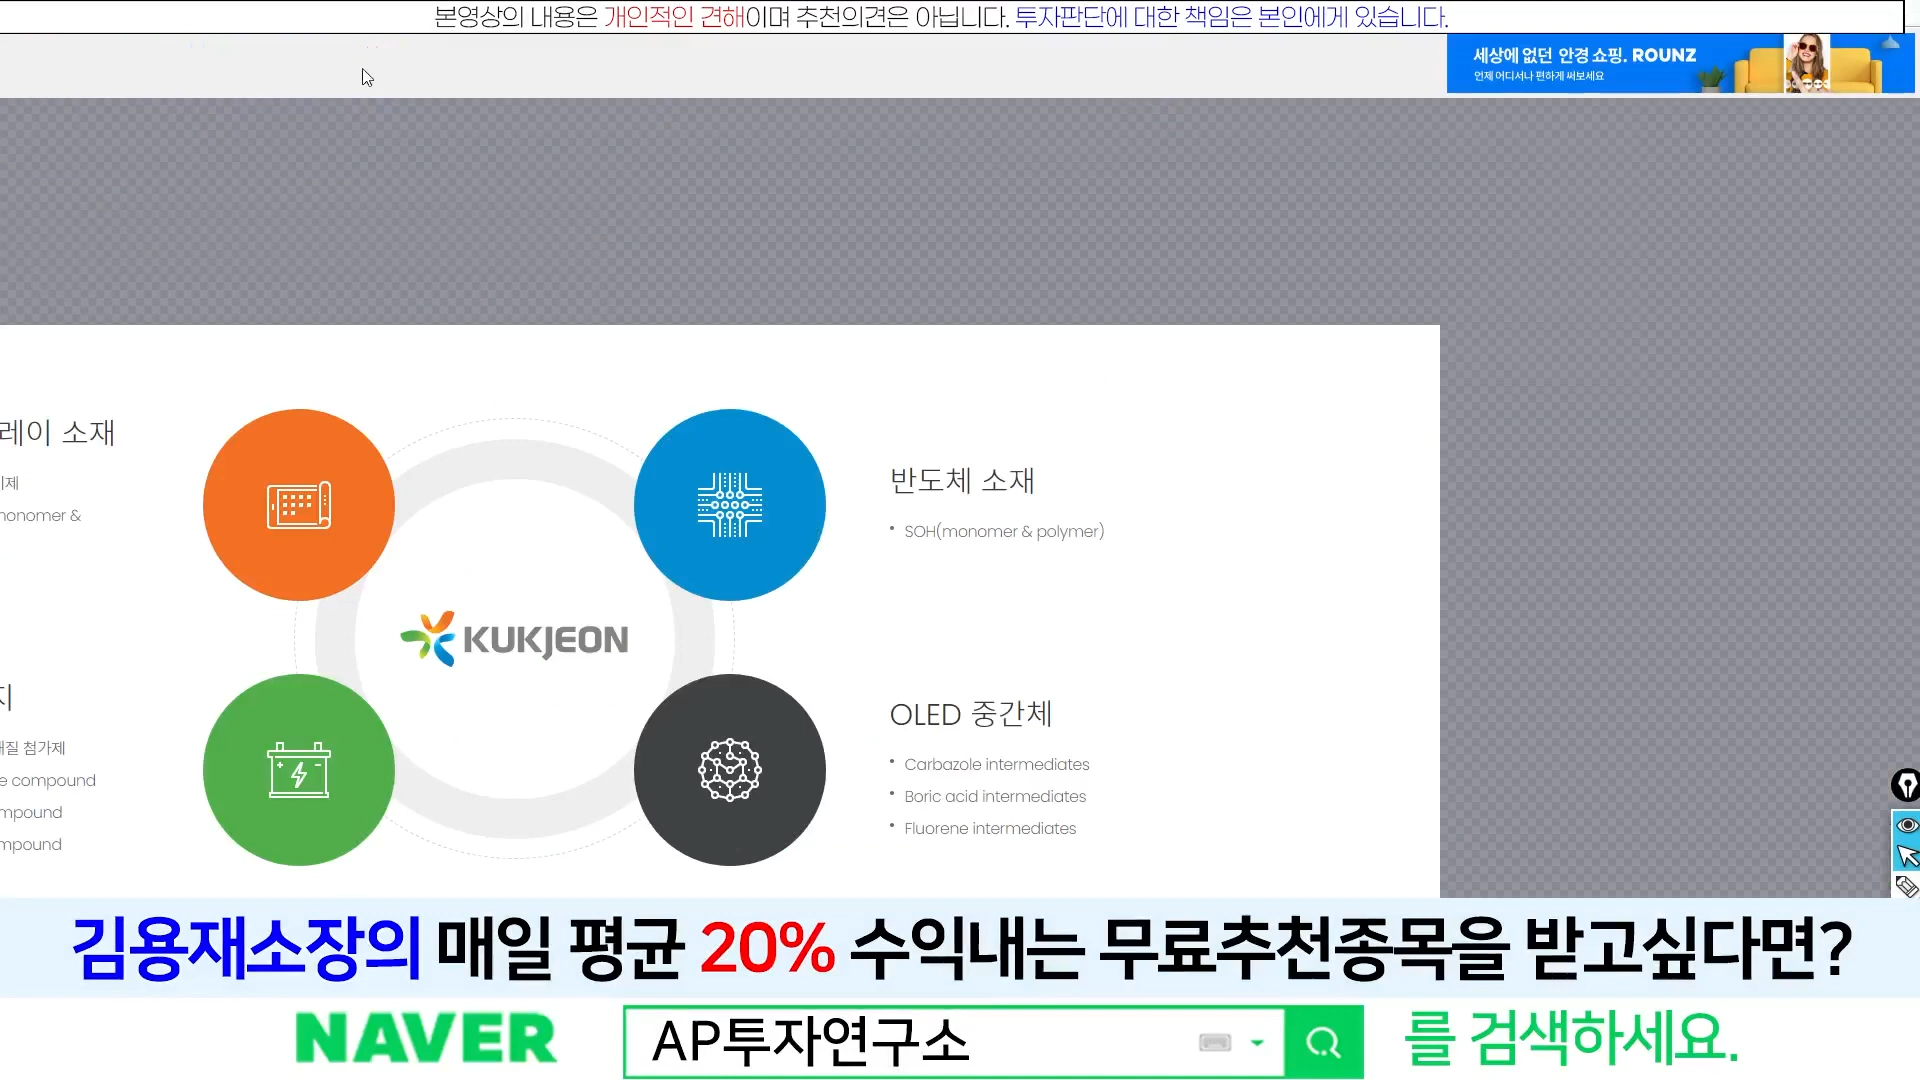 본영상의 내용은 개인적인 견해이며 추천의견은 아닙니다. 투자판단에 대한 책임은 본인에게 있습니다.
세상에 없던 안경 쇼핑. ROUNZ
언제 어디서나 편하게 써보세요
레이 소재
monomer &
반도체 소재
• SOH(monomer & polymer)
KUKJEON
지
질 첨가제
e compound
mpound
mpound
OLED 중간체
• Carbazole intermediates
• Boric acid intermediates
• Fluorene intermediates
김용재소장의 매일 평균 20% 수익내는 무료추천종목을 받고싶다면?
NAVER AP투자연구소 를 검색하세요.